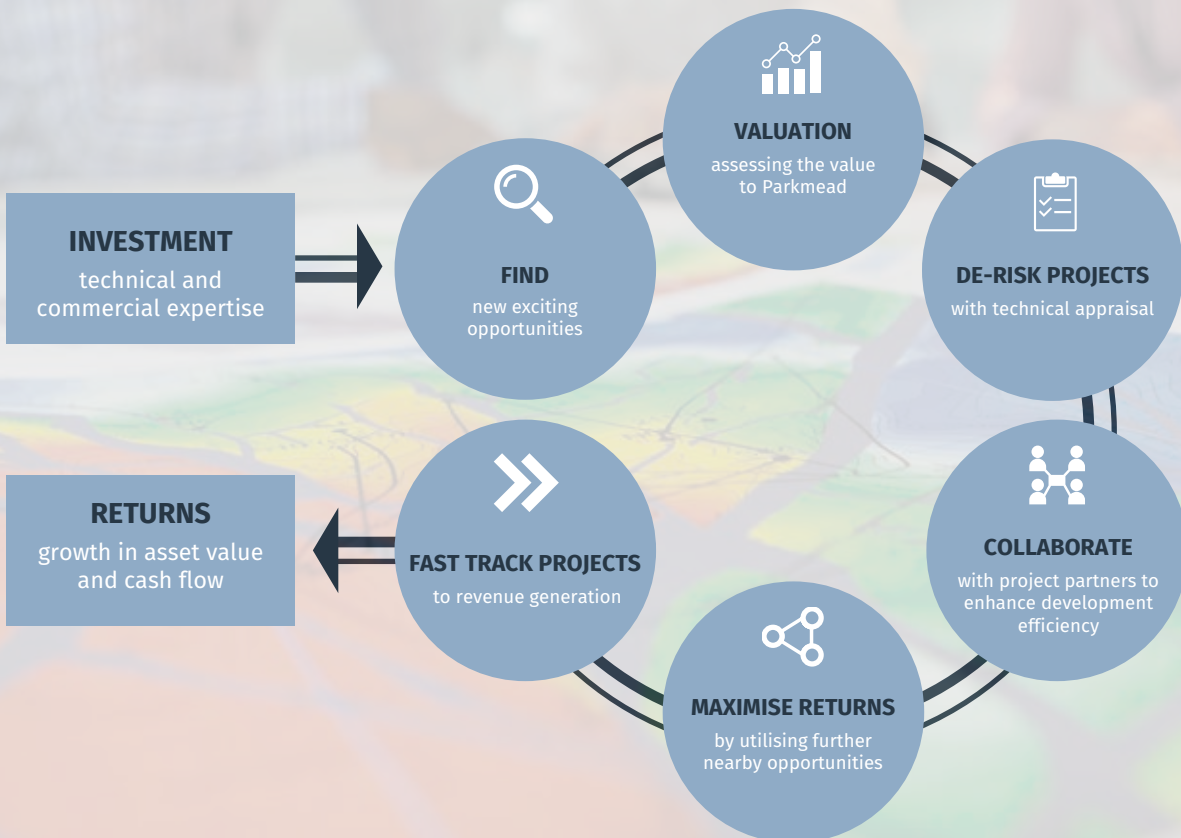 INVESTMENT
technical and
commercial expertise
FIND
new exciting
opportunities
VALUATION
assessing the value
to Parkmead
DE-RISK PROJECTS
with technical appraisal
COLLABORATE
with project partners to
enhance development
efficiency
MAXIMISE RETURNS
by utilising further
nearby opportunities
FAST TRACK PROJECTS
to revenue generation
RETURNS
growth in asset value
and cash flow